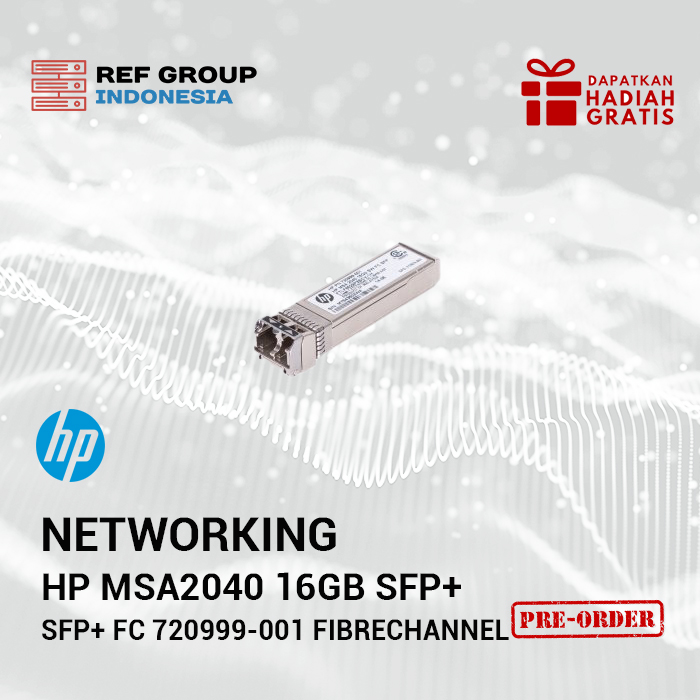 REF GROUP
INDONESIA
DAPATKAN
HADIAH
GRATIS
hp
hp
NETWORKING
HP MSA2040 16GB SFP+
SFP+ FC 720999-001 FIBRECHANNEL
PRE-ORDER